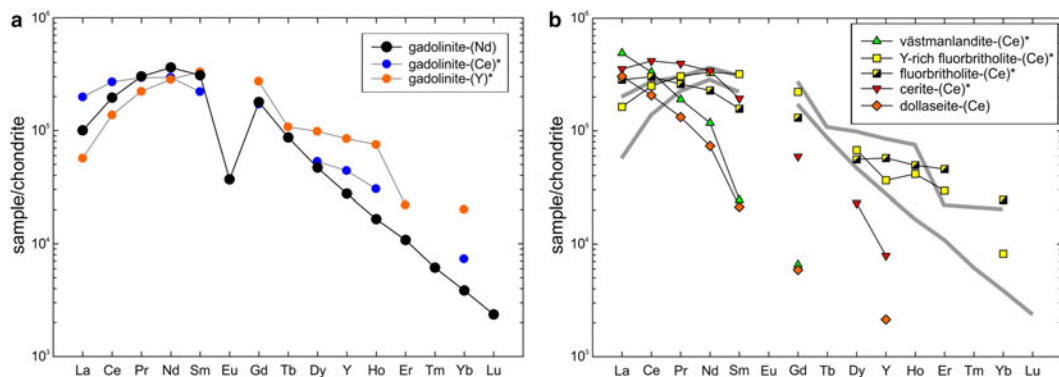 a
10⁶
10⁵
10⁴
10³
sample/chondrite
gadolinite-(Nd)
gadolinite-(Ce)*
gadolinite-(Y)*
La Ce Pr Nd Sm Eu Gd Tb Dy Y Ho Er Tm Yb Lu
b
10⁶
10⁵
10⁴
10³
sample/chondrite
västmanlandite-(Ce)*
Y-rich fluorbritholite-(Ce)*
fluorbritholite-(Ce)*
cerite-(Ce)*
dollaseite-(Ce)
La Ce Pr Nd Sm Eu Gd Tb Dy Y Ho Er Tm Yb Lu